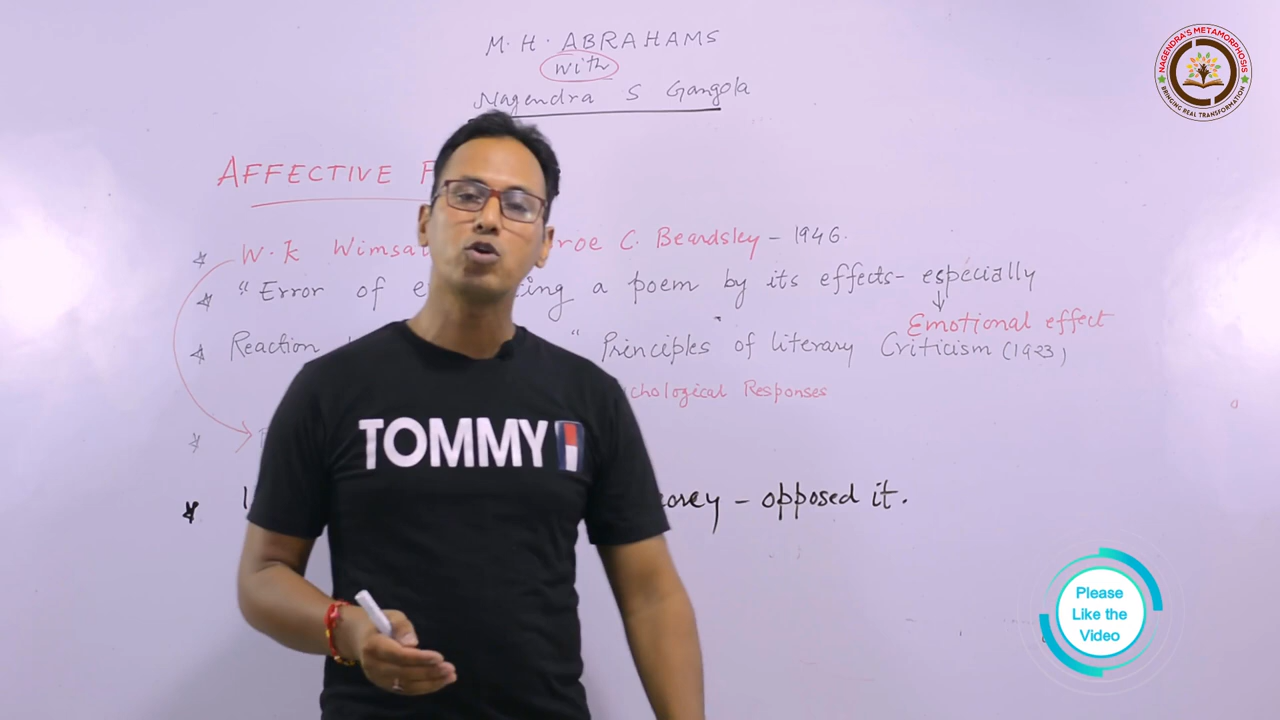 M. H. ABRAHAMS
with
Nagendra S Gangola
NAGENDRA'S METAMORPHOSIS
BRINGING REAL TRANSFORMATION
AFFECTIVE F
W. K Wimsa roe C. Beardsley - 1946.
"Error of e ing a poem by its effects - especially
Emotional effect
Reaction " Principles of literary Criticism (1923)
chological Responses
TOMMY
orey - opposed it.
Please
Like the
Video